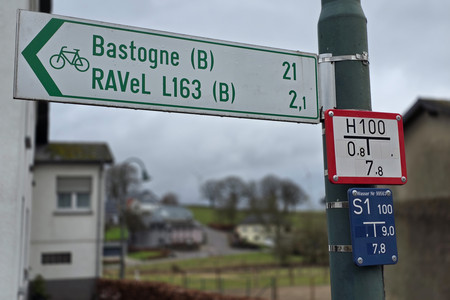 Bastogne (B) 21
RAVeL L163 (B) 2,1
H100
0.8
7.8
S1 100
9.0
7,8